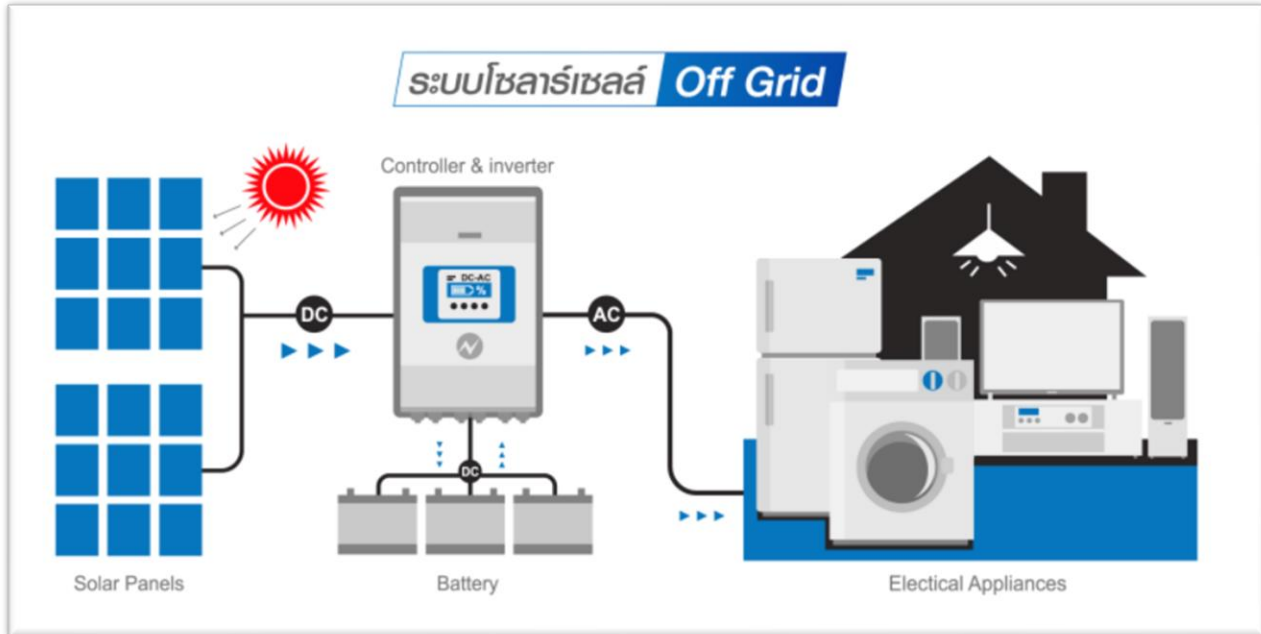 ระบบโซลาร์เซลล์ Off Grid
Controller & inverter
DC-AC
%
DC
AC
DC
Solar Panels
Battery
Electical Appliances